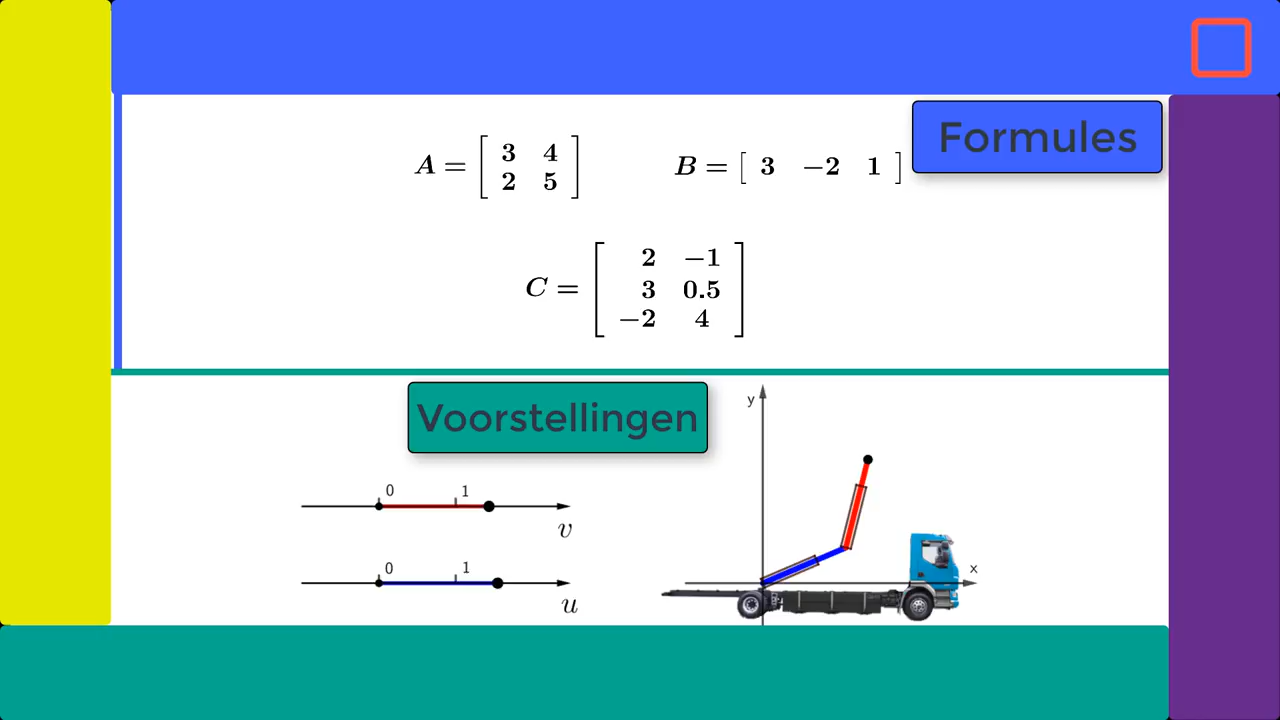 Formules
A = [ 3 4
2 5 ]
B = [ 3 −2 1 ]
C = [ 2 −1
3 0.5
−2 4 ]
Voorstellingen
0 1
v
0 1
u
y
x